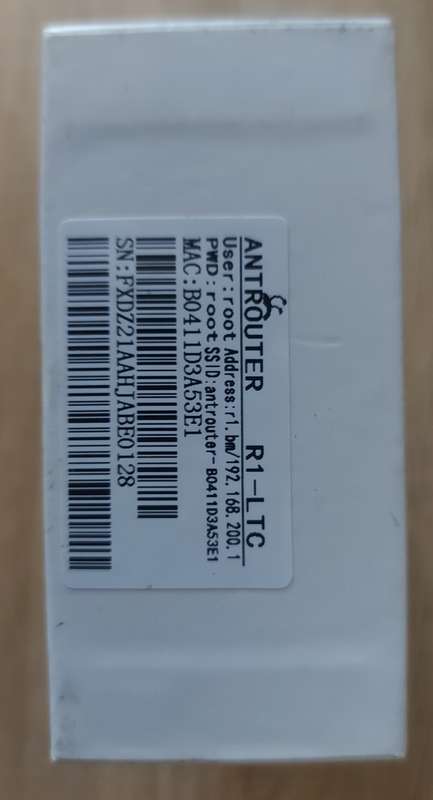 ANTROUTER R1-LTC
User:root Address:r1.bm/192.168.200.1
PWD:root SSID:antrouter-B0411D3A53E1
MAC:B0411D3A53E1
SN:FXDZ21AAHJABE0128